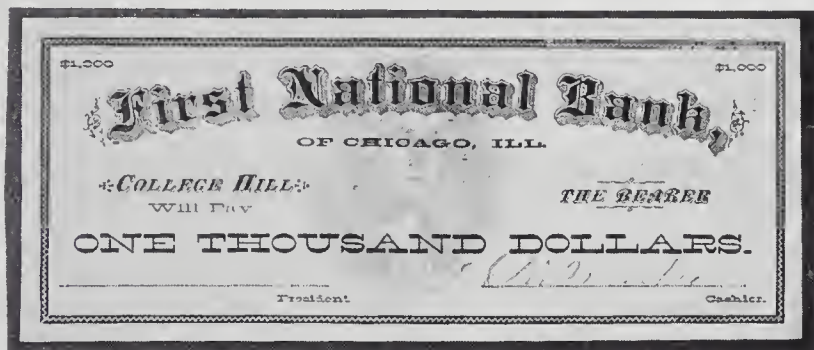 $1,000 $1,000
First National Bank,
OF CHICAGO, ILL.
COLLEGE HILL THE BEARER
Will Pay
ONE THOUSAND DOLLARS.
President. Cashier.